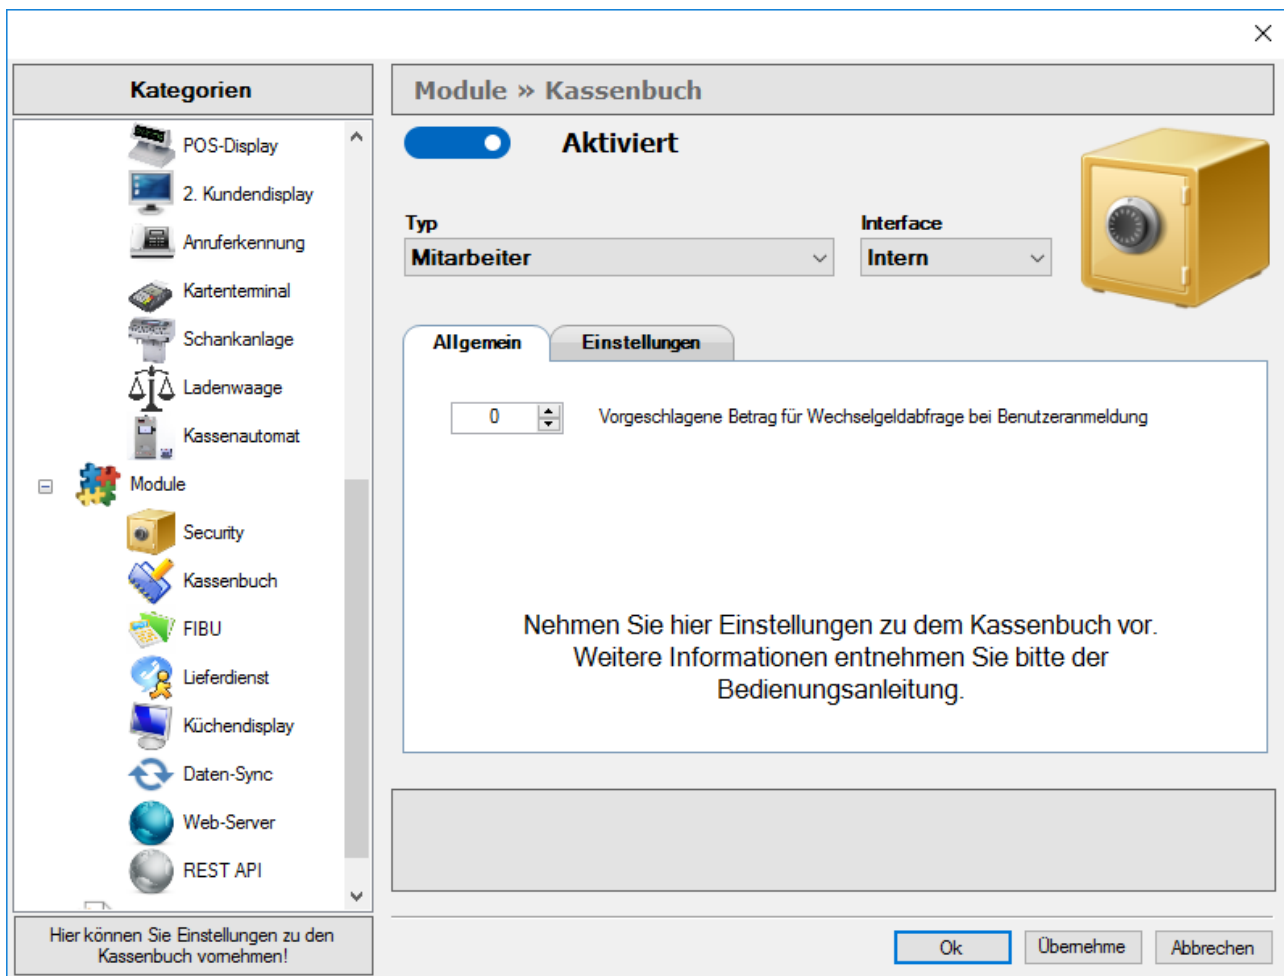 Kategorien
POS-Display
2. Kundendisplay
Anruferkennung
Kartenterminal
Schankanlage
Ladenwaage
Kassenautomat
Module
Security
Kassenbuch
FIBU
Lieferdienst
Küchendisplay
Daten-Sync
Web-Server
REST API
Hier können Sie Einstellungen zu den
Kassenbuch vornehmen!
Module » Kassenbuch
Aktiviert
Typ
Mitarbeiter
Interface
Intern
Allgemein
Einstellungen
0
Vorgeschlagene Betrag für Wechselgeldabfrage bei Benutzeranmeldung
Nehmen Sie hier Einstellungen zu dem Kassenbuch vor.
Weitere Informationen entnehmen Sie bitte der
Bedienungsanleitung.
Ok
Übernehme
Abbrechen